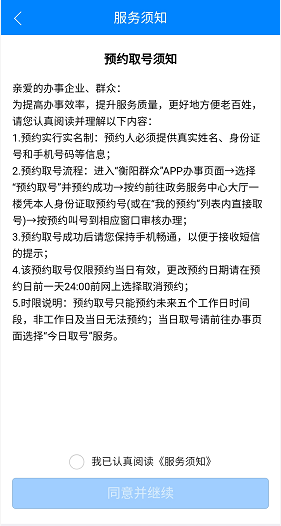 服务须知
预约取号须知
亲爱的办事企业、群众：
为提高办事效率，提升服务质量，更好地方便老百姓，
请您认真阅读并理解以下内容：
1.预约实行实名制：预约人必须提供真实姓名、身份证
号和手机号码等信息；
2.预约取号流程：进入“衡阳群众”APP办事页面→选择
“预约取号”并预约成功→按约前往政务服务中心大厅一
楼凭本人身份证取预约号(或在“我的预约”列表内直接取
号)→按预约叫号到相应窗口审核办理；
3.预约取号成功后请您保持手机畅通，以便于接收短信
的提示；
4.该预约取号仅限预约当日有效，更改预约日期请在预
约日前一天24:00前网上选择取消预约；
5.时限说明：预约取号只能预约未来五个工作日时间
段，非工作日及当日无法预约；当日取号请前往办事页
面选择“今日取号”服务。
我已认真阅读《服务须知》
同意并继续